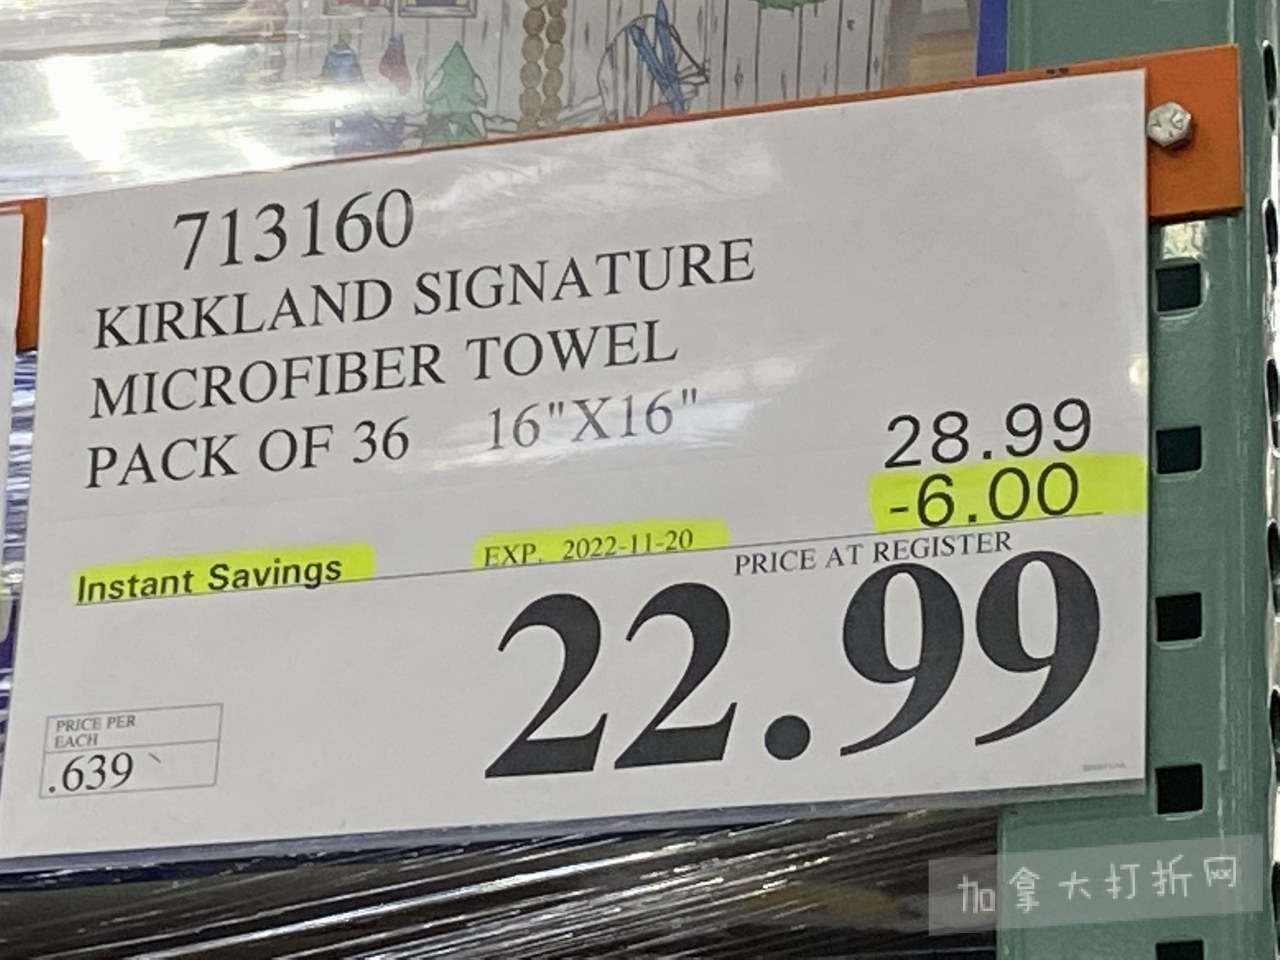 713160
KIRKLAND SIGNATURE
MICROFIBER TOWEL
PACK OF 36 16"X16"
28.99
-6.00
Instant Savings EXP. 2022-11-20 PRICE AT REGISTER
22.99
PRICE PER
EACH
.639
加拿大打折网